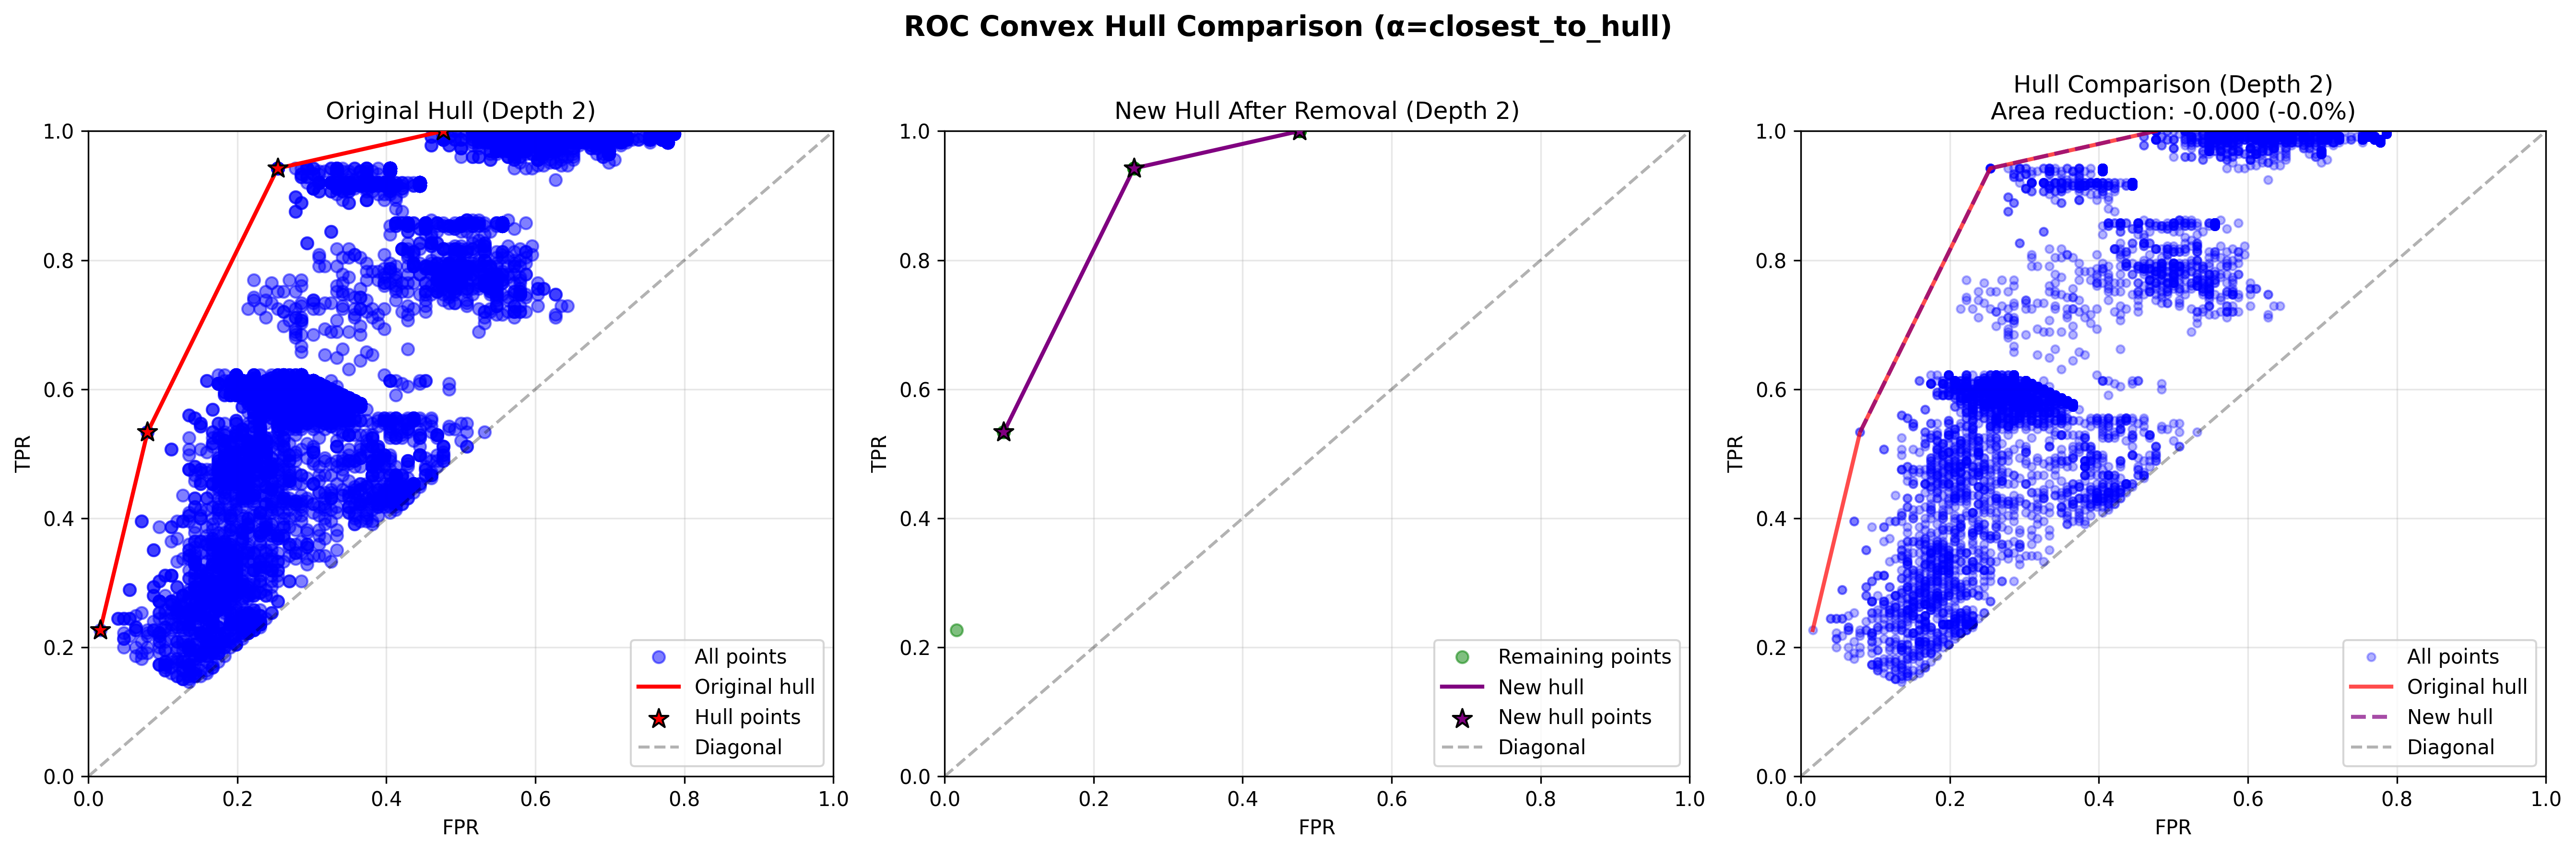 ROC Convex Hull Comparison (α=closest_to_hull)
Original Hull (Depth 2)
1.0
0.8
0.6
0.4
0.2
0.0
TPR
0.0
0.2
0.4
0.6
0.8
1.0
FPR
All points
Original hull
Hull points
Diagonal
New Hull After Removal (Depth 2)
1.0
0.8
0.6
0.4
0.2
0.0
TPR
0.0
0.2
0.4
0.6
0.8
1.0
FPR
Remaining points
New hull
New hull points
Diagonal
Hull Comparison (Depth 2)
Area reduction: -0.000 (-0.0%)
1.0
0.8
0.6
0.4
0.2
0.0
TPR
0.0
0.2
0.4
0.6
0.8
1.0
FPR
All points
Original hull
New hull
Diagonal